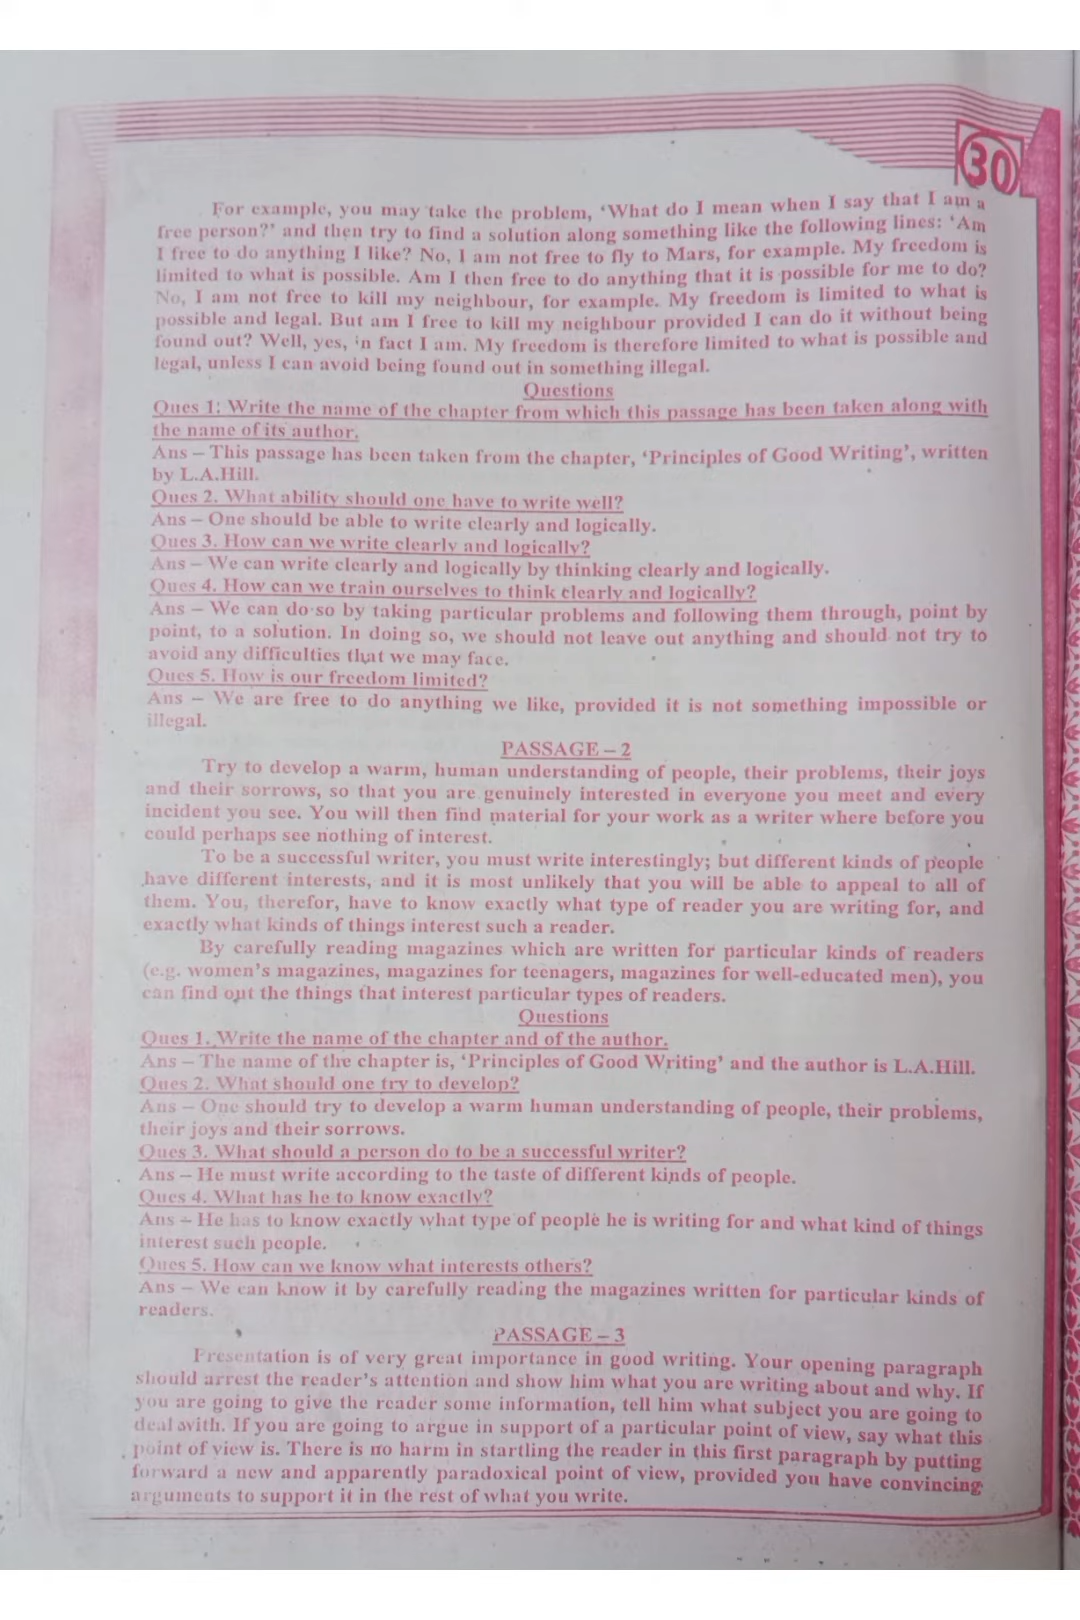 30
For example, you may take the problem, 'What do I mean when I say that I am a
free person?' and then try to find a solution along something like the following lines: 'Am
I free to do anything I like? No, I am not free to fly to Mars, for example. My freedom is
limited to what is possible. Am I then free to do anything that it is possible for me to do?
No, I am not free to kill my neighbour, for example. My freedom is limited to what is
possible and legal. But am I free to kill my neighbour provided I can do it without being
found out? Well, yes, in fact I am. My freedom is therefore limited to what is possible and
legal, unless I can avoid being found out in something illegal.
Questions
Ques 1: Write the name of the chapter from which this passage has been taken along with
the name of its author.
Ans – This passage has been taken from the chapter, 'Principles of Good Writing', written
by L.A.Hill.
Ques 2. What ability should one have to write well?
Ans – One should be able to write clearly and logically.
Ques 3. How can we write clearly and logically?
Ans – We can write clearly and logically by thinking clearly and logically.
Ques 4. How can we train ourselves to think clearly and logically?
Ans – We can do so by taking particular problems and following them through, point by
point, to a solution. In doing so, we should not leave out anything and should not try to
avoid any difficulties that we may face.
Ques 5. How is our freedom limited?
Ans – We are free to do anything we like, provided it is not something impossible or
illegal.
PASSAGE – 2
Try to develop a warm, human understanding of people, their problems, their joys
and their sorrows, so that you are genuinely interested in everyone you meet and every
incident you see. You will then find material for your work as a writer where before you
could perhaps see nothing of interest.
To be a successful writer, you must write interestingly; but different kinds of people
have different interests, and it is most unlikely that you will be able to appeal to all of
them. You, therefor, have to know exactly what type of reader you are writing for, and
exactly what kinds of things interest such a reader.
By carefully reading magazines which are written for particular kinds of readers
(e.g. women's magazines, magazines for teenagers, magazines for well-educated men), you
can find out the things that interest particular types of readers.
Questions
Ques 1. Write the name of the chapter and of the author.
Ans – The name of the chapter is, 'Principles of Good Writing' and the author is L.A.Hill.
Ques 2. What should one try to develop?
Ans – One should try to develop a warm human understanding of people, their problems,
their joys and their sorrows.
Ques 3. What should a person do to be a successful writer?
Ans – He must write according to the taste of different kinds of people.
Ques 4. What has he to know exactly?
Ans – He has to know exactly what type of people he is writing for and what kind of things
interest such people.
Ques 5. How can we know what interests others?
Ans – We can know it by carefully reading the magazines written for particular kinds of
readers.
PASSAGE – 3
Presentation is of very great importance in good writing. Your opening paragraph
should arrest the reader's attention and show him what you are writing about and why. If
you are going to give the reader some information, tell him what subject you are going to
deal with. If you are going to argue in support of a particular point of view, say what this
point of view is. There is no harm in startling the reader in this first paragraph by putting
forward a new and apparently paradoxical point of view, provided you have convincing
arguments to support it in the rest of what you write.